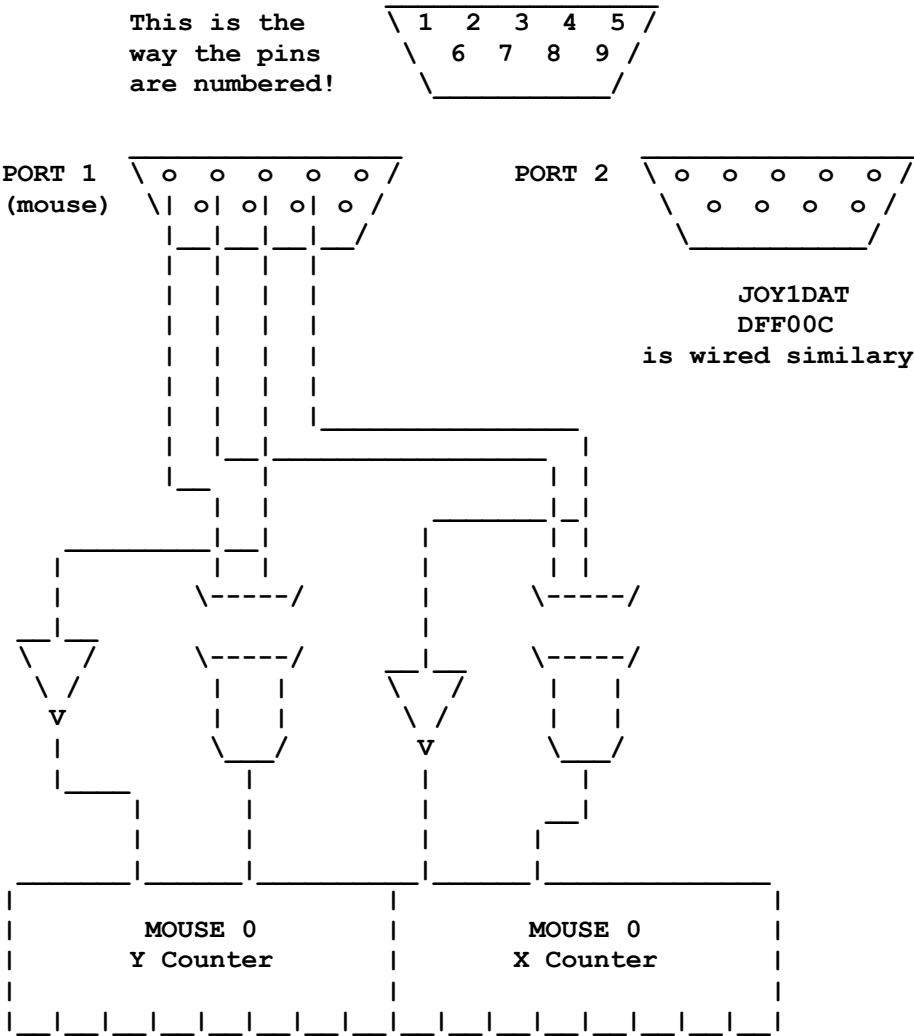 This is the
way the pins
are numbered!
1 2 3 4 5
6 7 8 9
PORT 1
(mouse)
PORT 2
JOY1DAT
DFF00C
is wired similary
MOUSE 0
Y Counter
MOUSE 0
X Counter